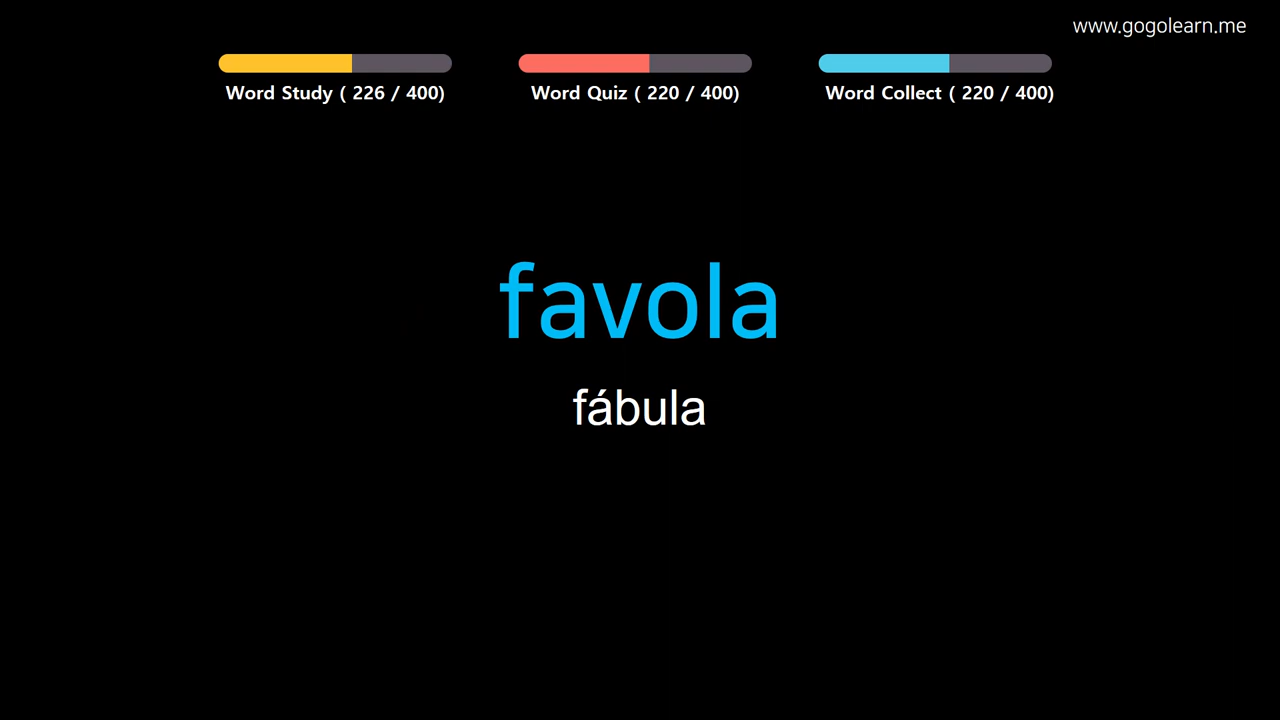 www.gogolearn.me
Word Study ( 226 / 400)
Word Quiz ( 220 / 400)
Word Collect ( 220 / 400)
favola
fábula